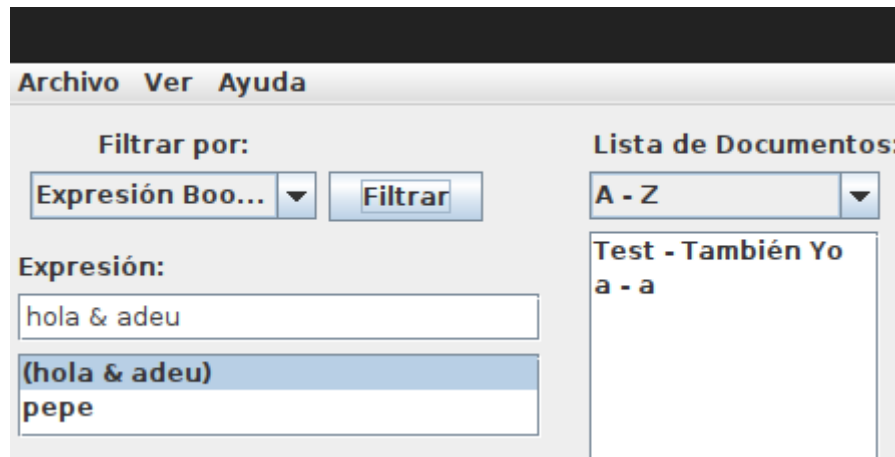 Archivo Ver Ayuda
Filtrar por:
Expresión Boo... Filtrar
Expresión:
hola & adeu
(hola & adeu)
pepe
Lista de Documentos:
A - Z
Test - También Yo
a - a